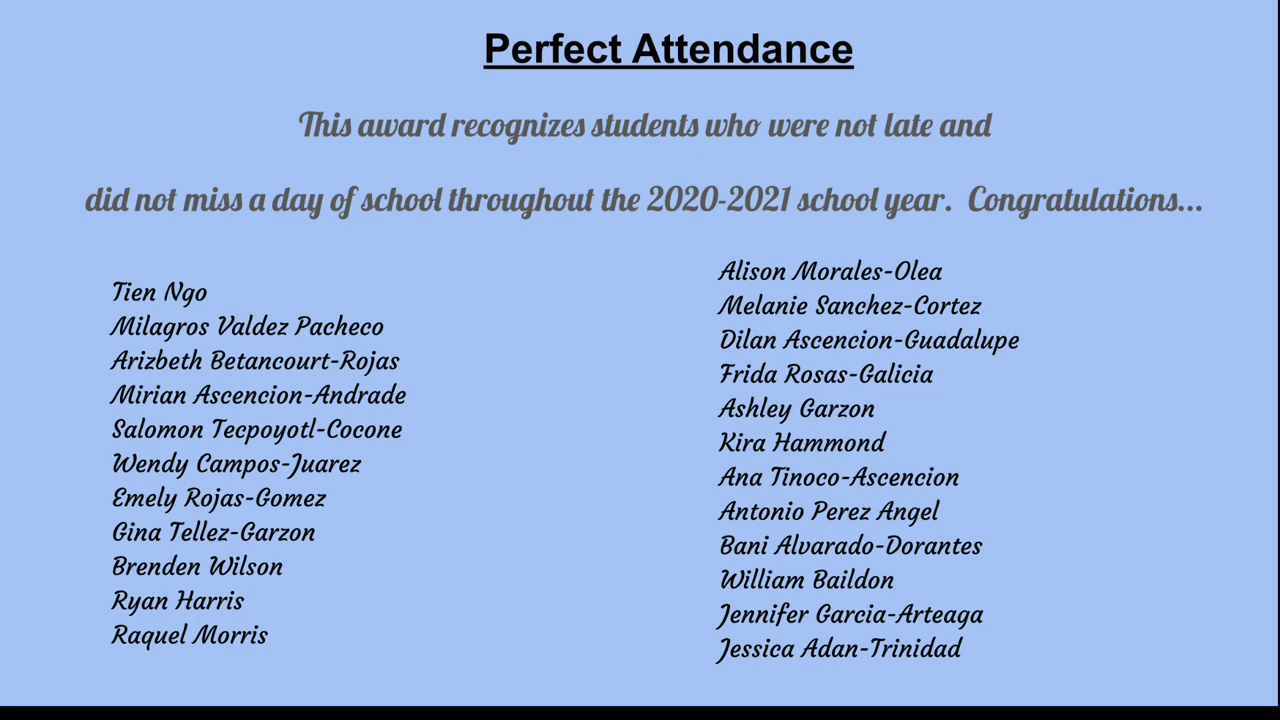 Perfect Attendance
This award recognizes students who were not late and
did not miss a day of school throughout the 2020-2021 school year. Congratulations...
Tien Ngo
Milagros Valdez Pacheco
Arizbeth Betancourt-Rojas
Mirian Ascencion-Andrade
Salomon Tecpoyotl-Cocone
Wendy Campos-Juarez
Emely Rojas-Gomez
Gina Tellez-Garzon
Brenden Wilson
Ryan Harris
Raquel Morris
Alison Morales-Olea
Melanie Sanchez-Cortez
Dilan Ascencion-Guadalupe
Frida Rosas-Galicia
Ashley Garzon
Kira Hammond
Ana Tinoco-Ascencion
Antonio Perez Angel
Bani Alvarado-Dorantes
William Baildon
Jennifer Garcia-Arteaga
Jessica Adan-Trinidad